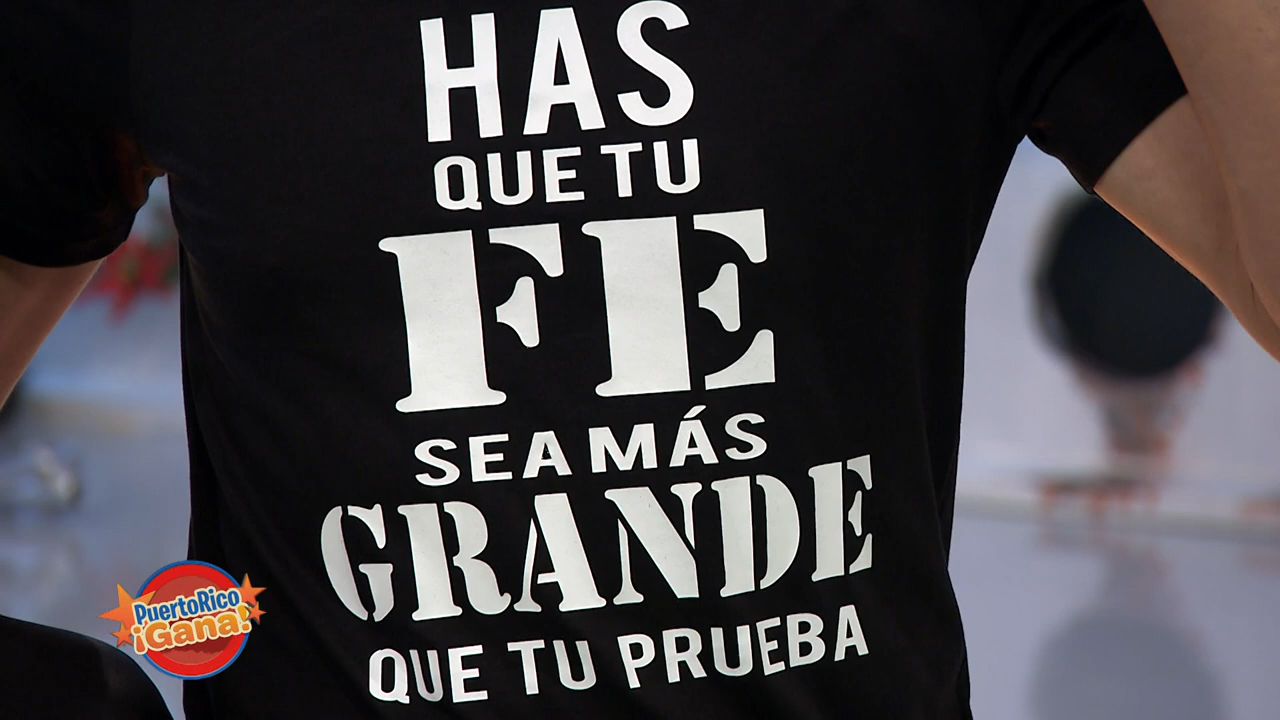 HAS
QUE TU
FE
SEA MÁS
GRANDE
QUE TU PRUEBA
PuertoRico
¡Gana!